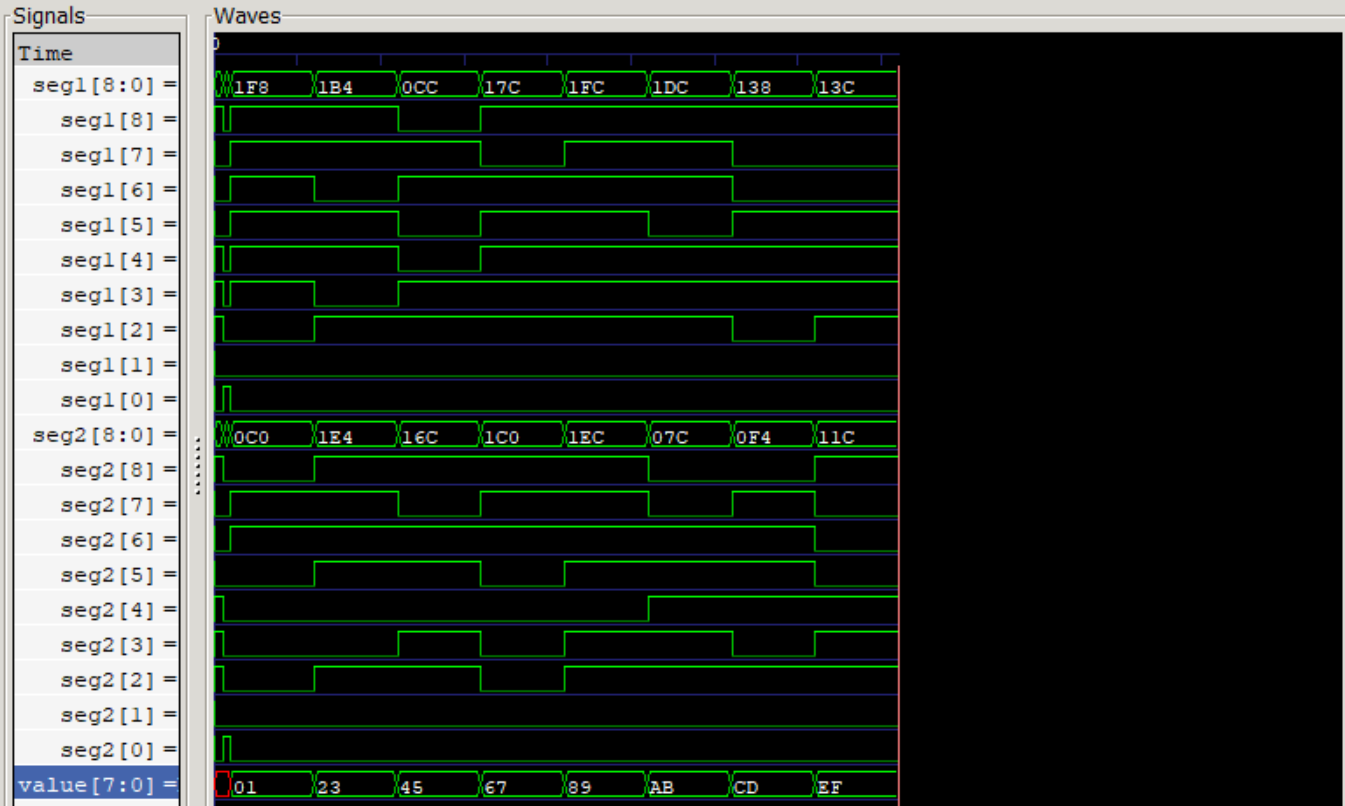 Signals Waves
Time 0
seg1[8:0] = 1F8 1B4 0CC 17C 1FC 1DC 138 13C
seg1[8] =
seg1[7] =
seg1[6] =
seg1[5] =
seg1[4] =
seg1[3] =
seg1[2] =
seg1[1] =
seg1[0] =
seg2[8:0] = 0C0 1E4 16C 1C0 1EC 07C 0F4 11C
seg2[8] =
seg2[7] =
seg2[6] =
seg2[5] =
seg2[4] =
seg2[3] =
seg2[2] =
seg2[1] =
seg2[0] =
value[7:0] = 01 23 45 67 89 AB CD EF